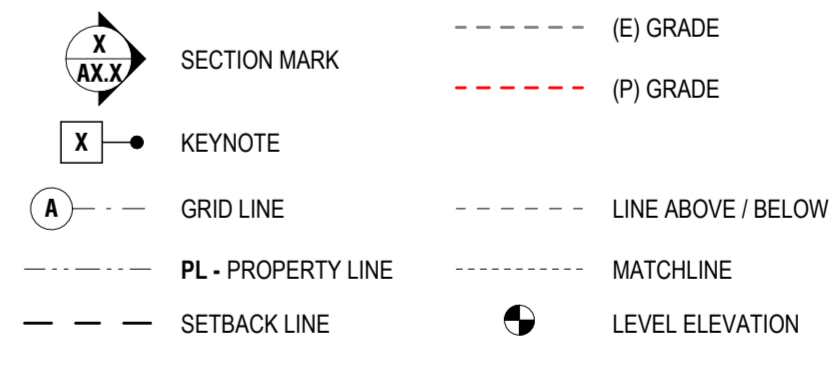 X
AX.X
SECTION MARK
X
KEYNOTE
A
GRID LINE
PL - PROPERTY LINE
SETBACK LINE
(E) GRADE
(P) GRADE
LINE ABOVE / BELOW
MATCHLINE
LEVEL ELEVATION